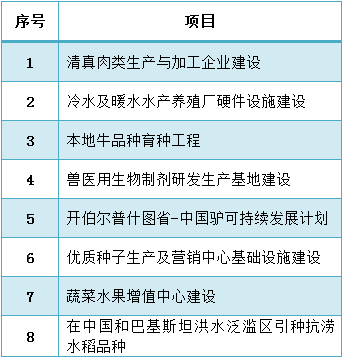 序号 项目
1 清真肉类生产与加工企业建设
2 冷水及暖水水产养殖厂硬件设施建设
3 本地牛品种育种工程
4 兽医用生物制剂研发生产基地建设
5 开伯尔普什图省-中国驴可持续发展计划
6 优质种子生产及营销中心基础设施建设
7 蔬菜水果增值中心建设
8 在中国和巴基斯坦洪水泛滥区引种抗涝
水稻品种